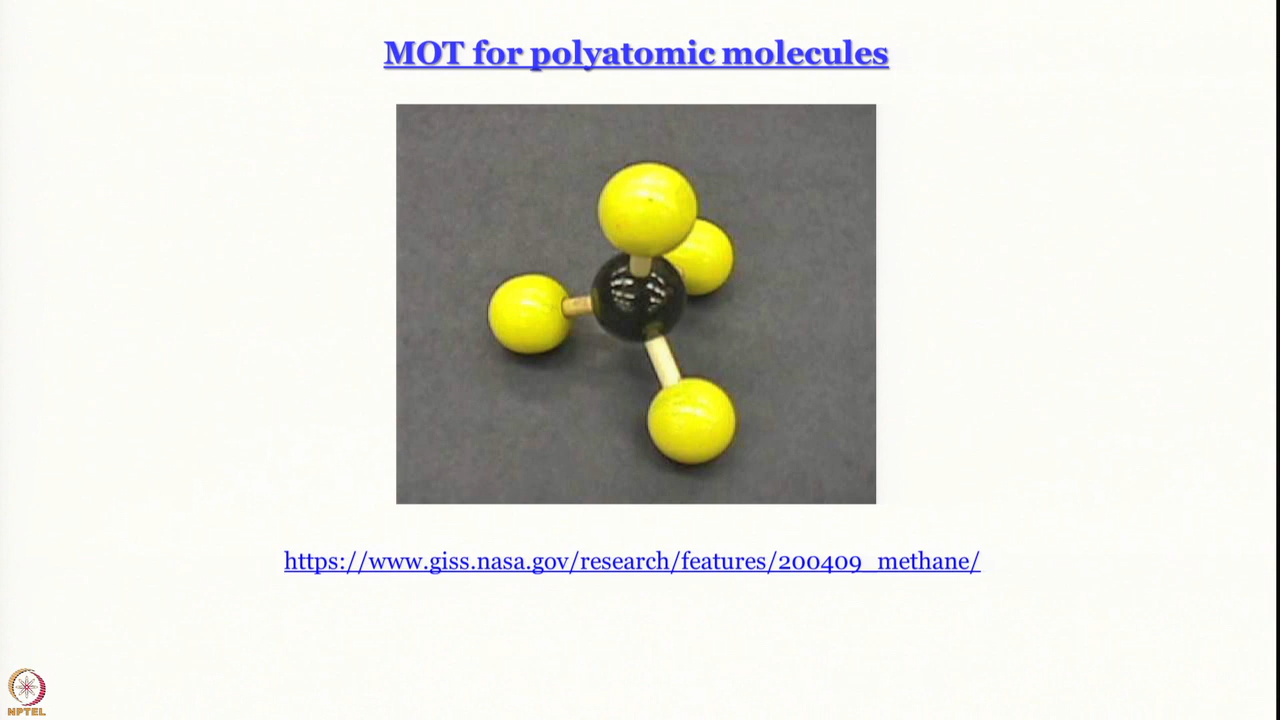 MOT for polyatomic molecules
https://www.giss.nasa.gov/research/features/200409_methane/
NPTEL